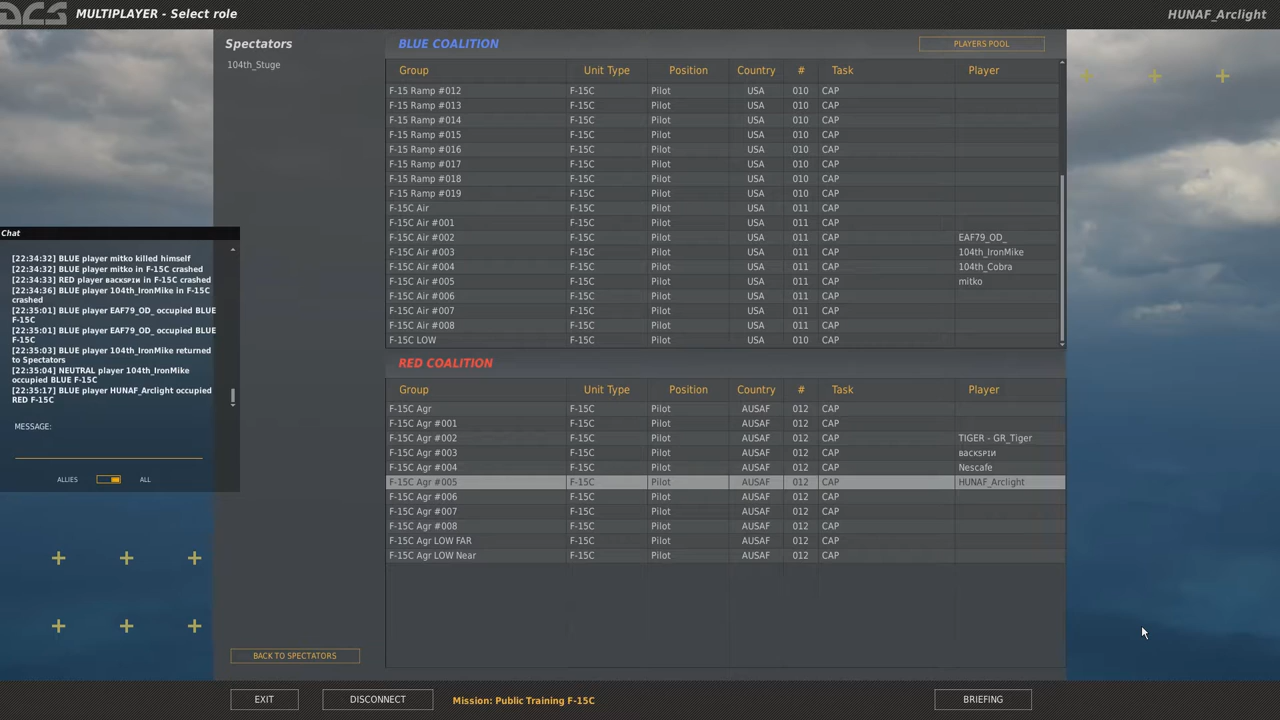 DCS MULTIPLAYER - Select role HUNAF_Arclight
Spectators
104th_Stuge
BLUE COALITION PLAYERS POOL
Group Unit Type Position Country # Task Player
F-15 Ramp #012 F-15C Pilot USA 010 CAP
F-15 Ramp #013 F-15C Pilot USA 010 CAP
F-15 Ramp #014 F-15C Pilot USA 010 CAP
F-15 Ramp #015 F-15C Pilot USA 010 CAP
F-15 Ramp #016 F-15C Pilot USA 010 CAP
F-15 Ramp #017 F-15C Pilot USA 010 CAP
F-15 Ramp #018 F-15C Pilot USA 010 CAP
F-15 Ramp #019 F-15C Pilot USA 010 CAP
F-15C Air F-15C Pilot USA 011 CAP
F-15C Air #001 F-15C Pilot USA 011 CAP
F-15C Air #002 F-15C Pilot USA 011 CAP EAF79_OD_
F-15C Air #003 F-15C Pilot USA 011 CAP 104th_IronMike
F-15C Air #004 F-15C Pilot USA 011 CAP 104th_Cobra
F-15C Air #005 F-15C Pilot USA 011 CAP mitko
F-15C Air #006 F-15C Pilot USA 011 CAP
F-15C Air #007 F-15C Pilot USA 011 CAP
F-15C Air #008 F-15C Pilot USA 011 CAP
F-15C LOW F-15C Pilot USA 010 CAP
RED COALITION
Group Unit Type Position Country # Task Player
F-15C Agr F-15C Pilot AUSAF 012 CAP
F-15C Agr #001 F-15C Pilot AUSAF 012 CAP
F-15C Agr #002 F-15C Pilot AUSAF 012 CAP TIGER - GR_Tiger
F-15C Agr #003 F-15C Pilot AUSAF 012 CAP вαcкѕριи
F-15C Agr #004 F-15C Pilot AUSAF 012 CAP Nescafe
F-15C Agr #005 F-15C Pilot AUSAF 012 CAP HUNAF_Arclight
F-15C Agr #006 F-15C Pilot AUSAF 012 CAP
F-15C Agr #007 F-15C Pilot AUSAF 012 CAP
F-15C Agr #008 F-15C Pilot AUSAF 012 CAP
F-15C Agr LOW FAR F-15C Pilot AUSAF 012 CAP
F-15C Agr LOW Near F-15C Pilot AUSAF 012 CAP
Chat
[22:34:32] BLUE player mitko killed himself
[22:34:32] BLUE player mitko in F-15C crashed
[22:34:33] RED player вαcкѕριи in F-15C crashed
[22:34:36] BLUE player 104th_IronMike in F-15C
crashed
[22:35:01] BLUE player EAF79_OD_ occupied BLUE
F-15C
[22:35:01] BLUE player EAF79_OD_ occupied BLUE
F-15C
[22:35:03] BLUE player 104th_IronMike returned
to Spectators
[22:35:04] NEUTRAL player 104th_IronMike
occupied BLUE F-15C
[22:35:17] BLUE player HUNAF_Arclight occupied
RED F-15C
MESSAGE:
ALLIES ALL
BACK TO SPECTATORS
EXIT DISCONNECT Mission: Public Training F-15C BRIEFING